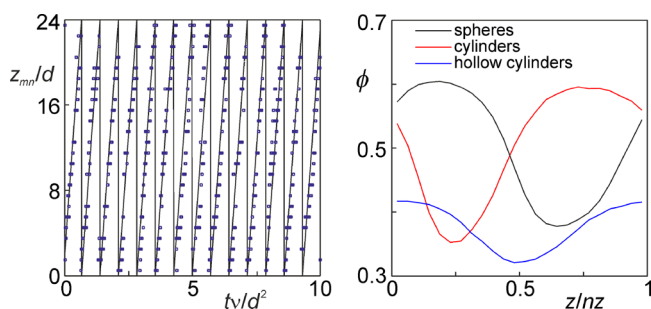 24
z_mn/d
16
8
0
0
5
10
tν/d²
0.7
spheres
cylinders
hollow cylinders
ϕ
0.5
0.3
0
0.5
1
z/nz